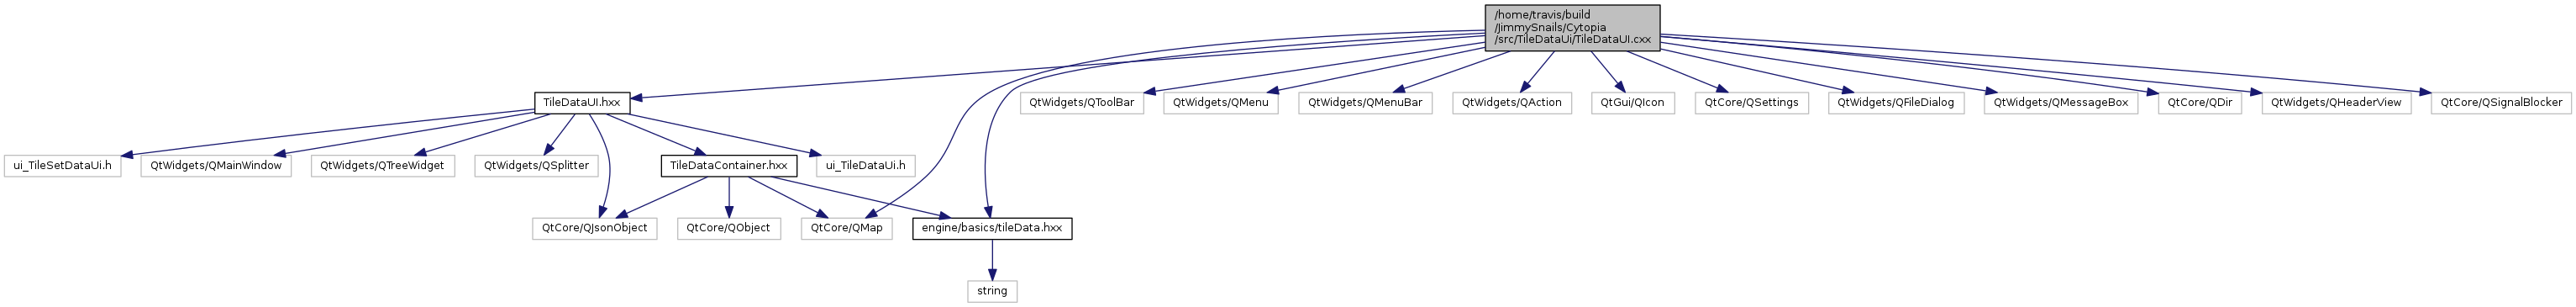 /home/travis/build
/JimmySnails/Cytopia
/src/TileDataUi/TileDataUI.cxx
TileDataUI.hxx
QtWidgets/QToolBar
QtWidgets/QMenu
QtWidgets/QMenuBar
QtWidgets/QAction
QtGui/QIcon
QtCore/QSettings
QtWidgets/QFileDialog
QtWidgets/QMessageBox
QtCore/QDir
QtWidgets/QHeaderView
QtCore/QSignalBlocker
ui_TileSetDataUi.h
QtWidgets/QMainWindow
QtWidgets/QTreeWidget
QtWidgets/QSplitter
TileDataContainer.hxx
ui_TileDataUi.h
QtCore/QJsonObject
QtCore/QObject
QtCore/QMap
engine/basics/tileData.hxx
string